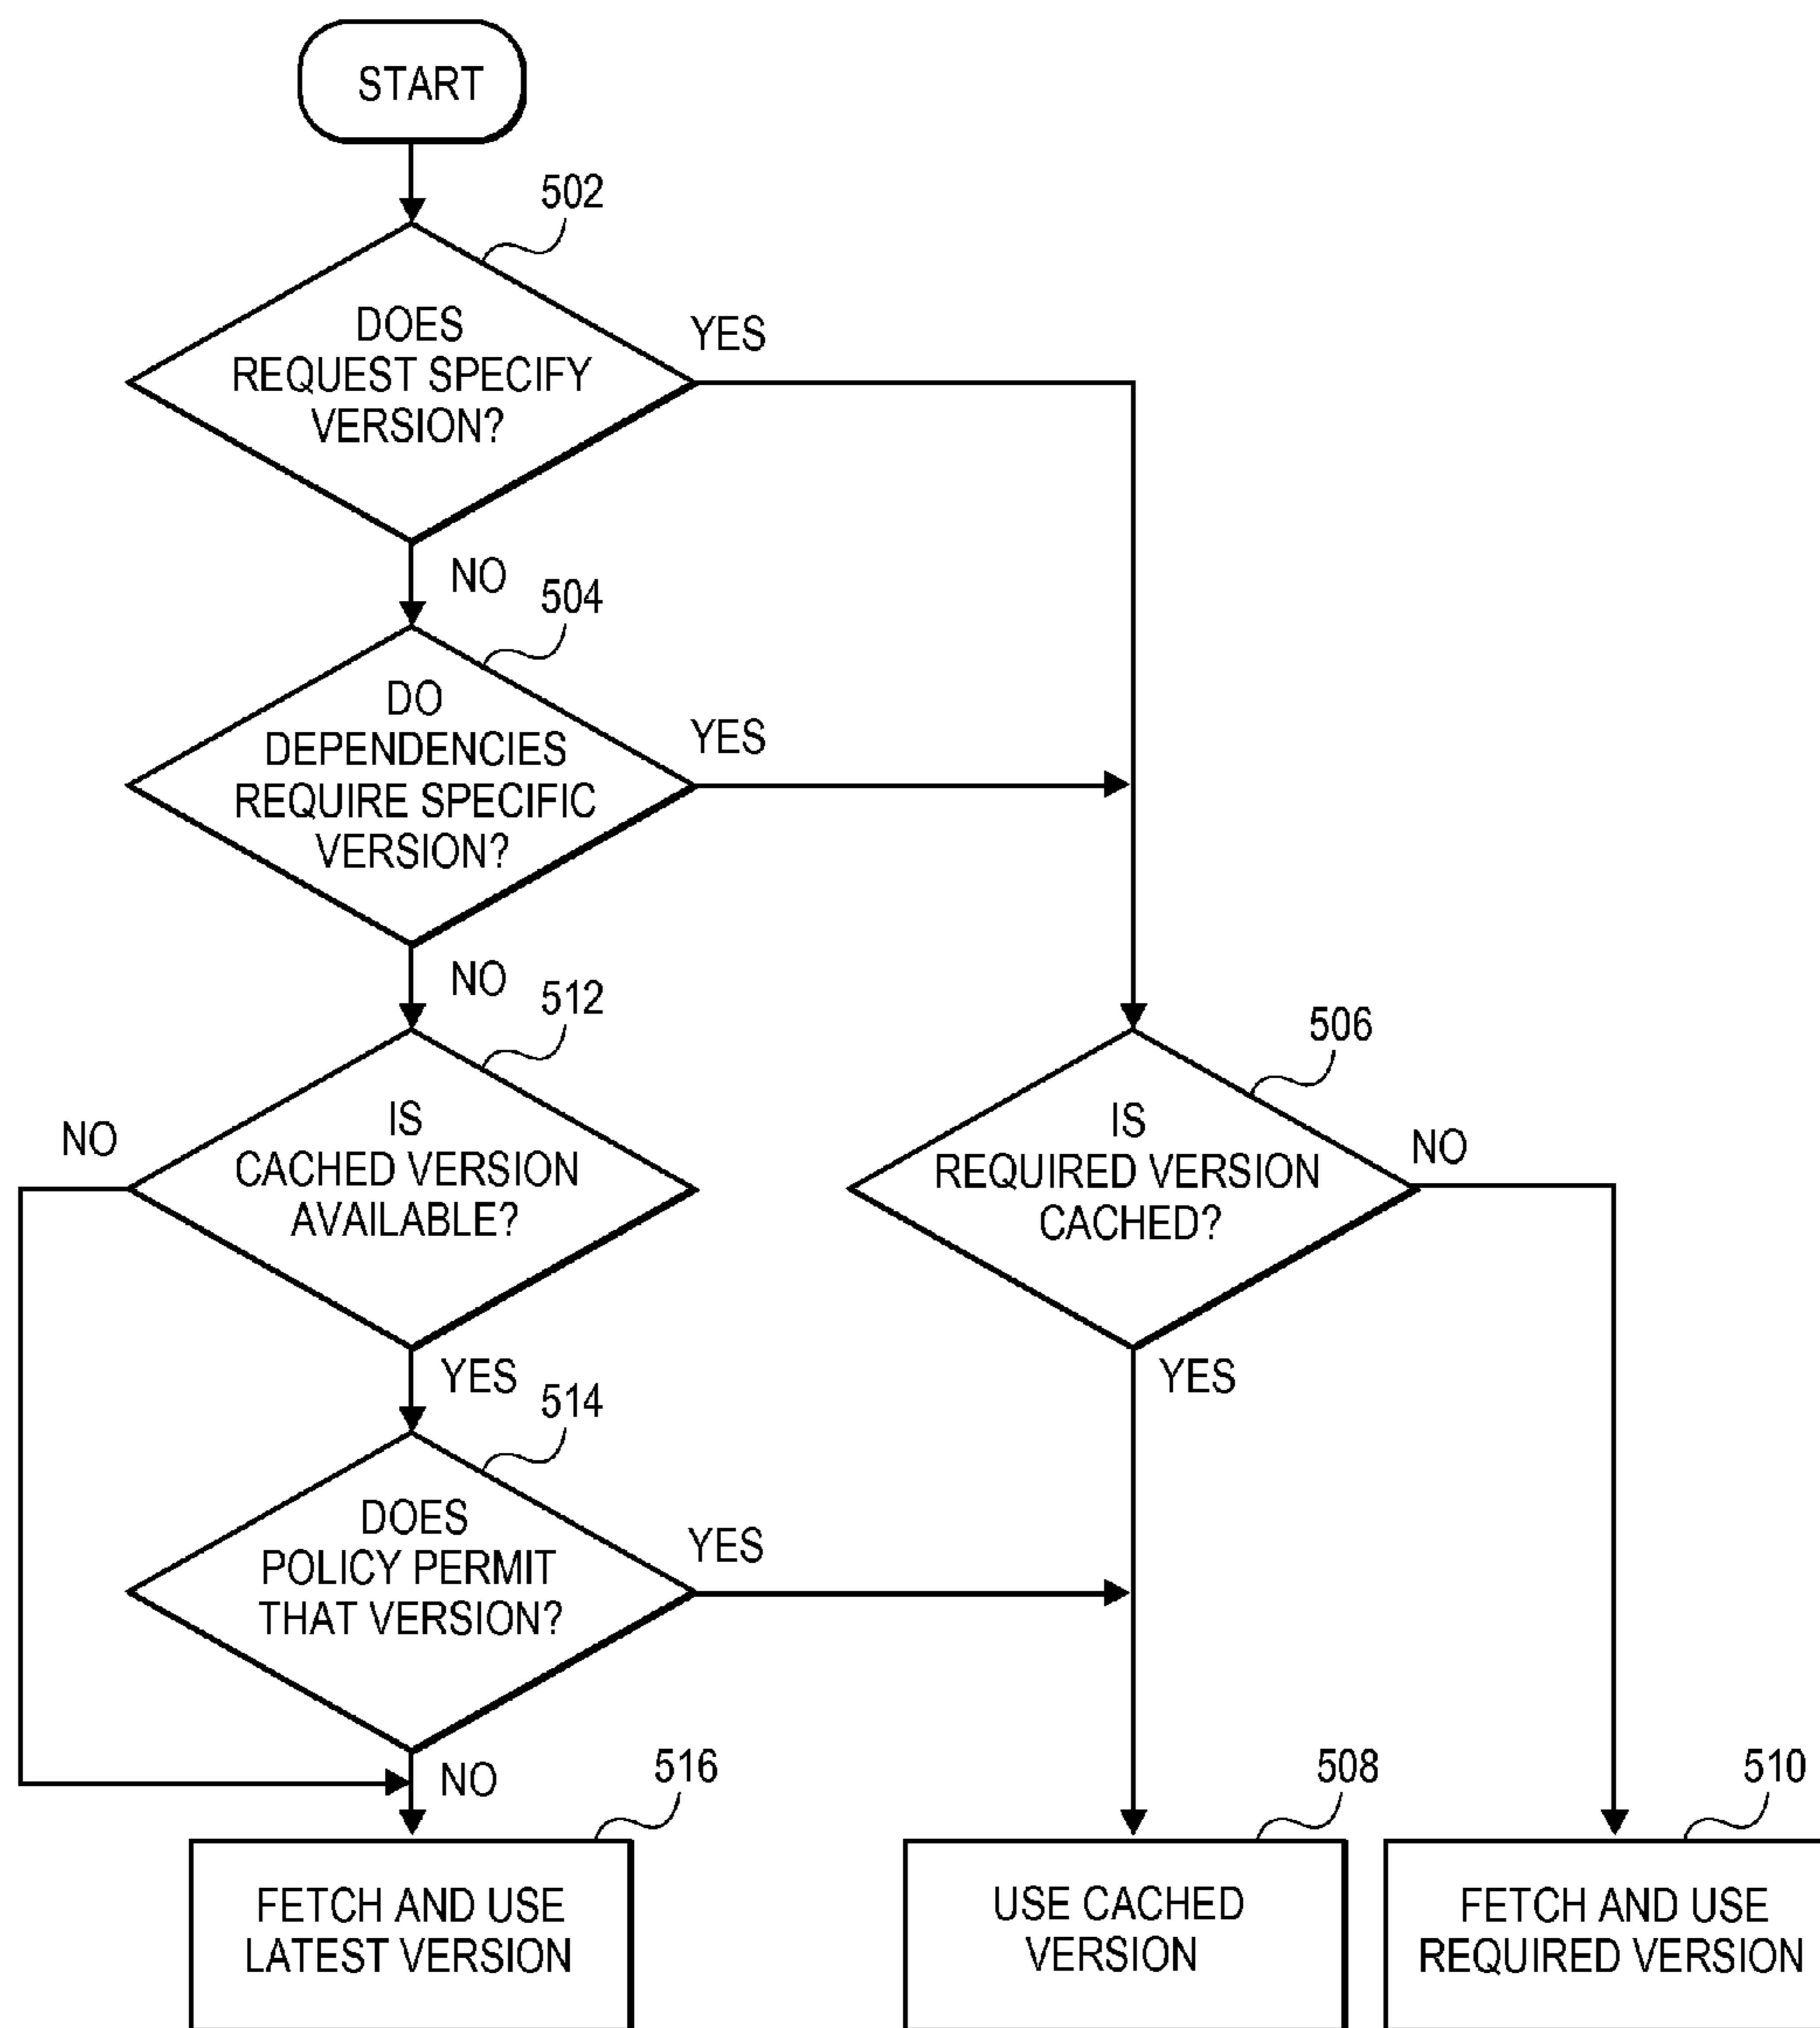 START
502
DOES
REQUEST SPECIFY
VERSION?
YES
NO
504
DO
DEPENDENCIES
REQUIRE SPECIFIC
VERSION?
YES
NO
512
IS
CACHED VERSION
AVAILABLE?
NO
YES
506
IS
REQUIRED VERSION
CACHED?
NO
YES
514
DOES
POLICY PERMIT
THAT VERSION?
YES
NO
516
FETCH AND USE
LATEST VERSION
508
USE CACHED
VERSION
510
FETCH AND USE
REQUIRED VERSION